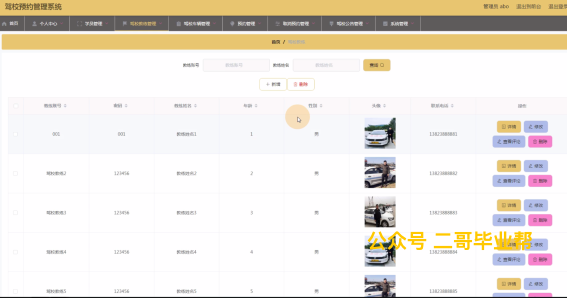 驾校预约管理系统
管理员 abo 退出到前台 退出登录
首页 个人中心 学员管理 驾校教练管理 驾校车辆管理 预约管理 取消预约管理 驾校公告管理 系统管理
首页 /
教练账号 教练账号 教练姓名 教练姓名 查询
新增 删除
教练账号 密码 教练姓名 年龄 性别 头像 联系电话 操作
001 001 教练姓名1 1 男 13823888881 详情 修改
查看评论 删除
驾校教练2 123456 教练姓名2 2 男 13823888882 详情 修改
查看评论 删除
驾校教练3 123456 教练姓名3 3 男 13823888883 详情 修改
查看评论 删除
公众号 二哥毕业帮
驾校教练4 123456 教练姓名4 4 男 13823888884 详情 修改
查看评论 删除
驾校教练5 123456 教练姓名5 5 男 13823888885 详情 修改
查看评论 删除